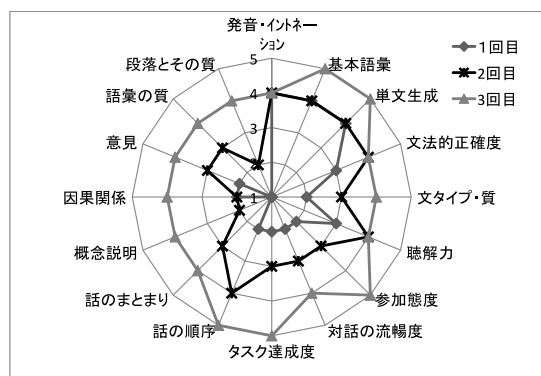 発音・イントネー
ション
基本語彙
単文生成
文法的正確度
文タイプ・質
聴解力
参加態度
対話の流暢度
タスク達成度
話の順序
話のまとまり
概念説明
因果関係
意見
語彙の質
段落とその質
5
4
3
1
1回目
2回目
3回目